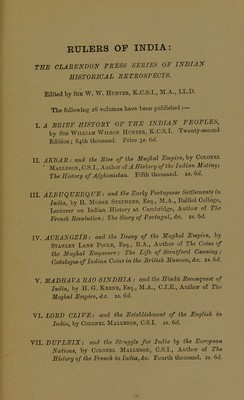 RULERS OF INDIA:
THE CLARENDON PRESS SERIES OF INDIAN
HISTORICAL RETROSPECTS.
Edited by Sir W. W. Hunter, K.C.S.I., M.A., LL.D.
The following 26 volumes have been published:—
I. A BRIEF HISTORY OF THE INDIAN PEOPLES,
by Sir William Wilson Hunter, K.C.S.I. Twenty-second
Edition; 84th thousand. Price 3s. 6d.
II. AKBAR: and the Rise of the Mughal Empire, by Colonel
Malleson, C.S.I., Author of A History of the Indian Mutiny;
The History of Afghanistan. Fifth thousand. 2s. 6d.
III. ALBUQUERQUE: and the Early Portuguese Settlements in
India, by H. Morse Stephens, Esq., M.A., Balliol College,
Lecturer on Indian History at Cambridge, Author of The
French Revolution; The Story of Portugal, &c. 2s. 6d.
IV. AURANGZÍB: and the Decay of the Mughal Empire, by
Stanley Lane Poole, Esq., B.A., Author of The Coins of
the Mughal Emperors; The Life of Stratford Canning;
Catalogue of Indian Coins in the British Museum, &c. 2s. 6d.
V. MADHAVA RAO SINDHIA: and the Hindú Reconquest of
India, by H. G. Keene, Esq., M.A., C.I.E., Author of The
Moghul Empire, &c. 2s. 6d.
VI. LORD CLIVE: and the Establishment of the English in
India, by Colonel Malleson, C.S.I. 2s. 6d.
VII. DUPLEIX: and the Struggle for India by the European
Nations, by Colonel Malleson, C.S.I., Author of The
History of the French in India, &c. Fourth thousand. 2s. 6d.